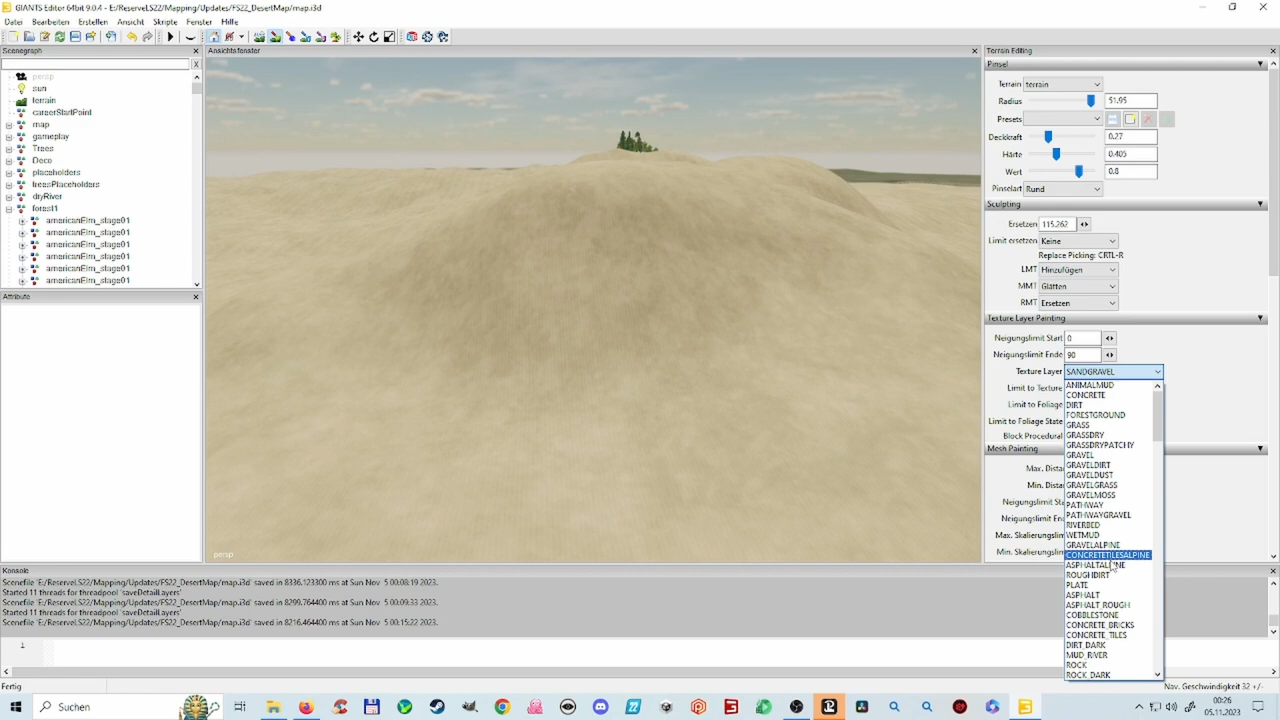 GIANTS Editor 64bit 9.0.4 - E:/ReserveLS22/Mapping/Updates/FS22_DesertMap/map.i3d
Datei Bearbeiten Erstellen Ansicht Skripte Fenster Hilfe
Scenegraph
X
persp
sun
terrain
careerStartPoint
map
gameplay
Trees
Deco
placeholders
treesPlaceholders
dryRiver
forest1
americanElm_stage01
americanElm_stage01
americanElm_stage01
americanElm_stage01
americanElm_stage01
americanElm_stage01
Attribute
Ansichtsfenster
persp
Terrain Editing
Pinsel
Terrain terrain
Radius 51.95
Presets
Deckkraft 0.27
Härte 0.405
Wert 0.8
Pinselart Rund
Sculpting
Ersetzen 115.262
Limit ersetzen Keine
Replace Picking: CRTL-R
LMT Hinzufügen
MMT Glätten
RMT Ersetzen
Texture Layer Painting
Neigungslimit Start 0
Neigungslimit Ende 90
Texture Layer SANDGRAVEL
Limit to Texture
Limit to Foliage
Limit to Foliage State
Block Procedural
Mesh Painting
Max. Dista
Min. Dista
Neigungslimit Sta
Neigungslimit En
Max. Skalierungslim
Min. Skalierungslim
ANIMALMUD
CONCRETE
DIRT
FORESTGROUND
GRASS
GRASSDRY
GRASSDRYPATCHY
GRAVEL
GRAVELDIRT
GRAVELDUST
GRAVELGRASS
GRAVELMOSS
PATHWAY
PATHWAYGRAVEL
RIVERBED
WETMUD
GRAVELALPINE
CONCRETETILESALPINE
ASPHALTALPINE
ROUGHDIRT
PLATE
ASPHALT
ASPHALT_ROUGH
COBBLESTONE
CONCRETE_BRICKS
CONCRETE_TILES
DIRT_DARK
MUD_RIVER
ROCK
ROCK_DARK
Konsole
Scenefile 'E:/ReserveLS22/Mapping/Updates/FS22_DesertMap/map.i3d' saved in 8336.123300 ms at Sun Nov 5 00:08:19 2023.
Started 11 threads for threadpool 'saveDetailLayers'
Scenefile 'E:/ReserveLS22/Mapping/Updates/FS22_DesertMap/map.i3d' saved in 8299.764400 ms at Sun Nov 5 00:09:33 2023.
Started 11 threads for threadpool 'saveDetailLayers'
Scenefile 'E:/ReserveLS22/Mapping/Updates/FS22_DesertMap/map.i3d' saved in 8216.464400 ms at Sun Nov 5 00:15:22 2023.
1
Fertig
Nav. Geschwindigkeit 32 +/-
Suchen
00:26
05.11.2023